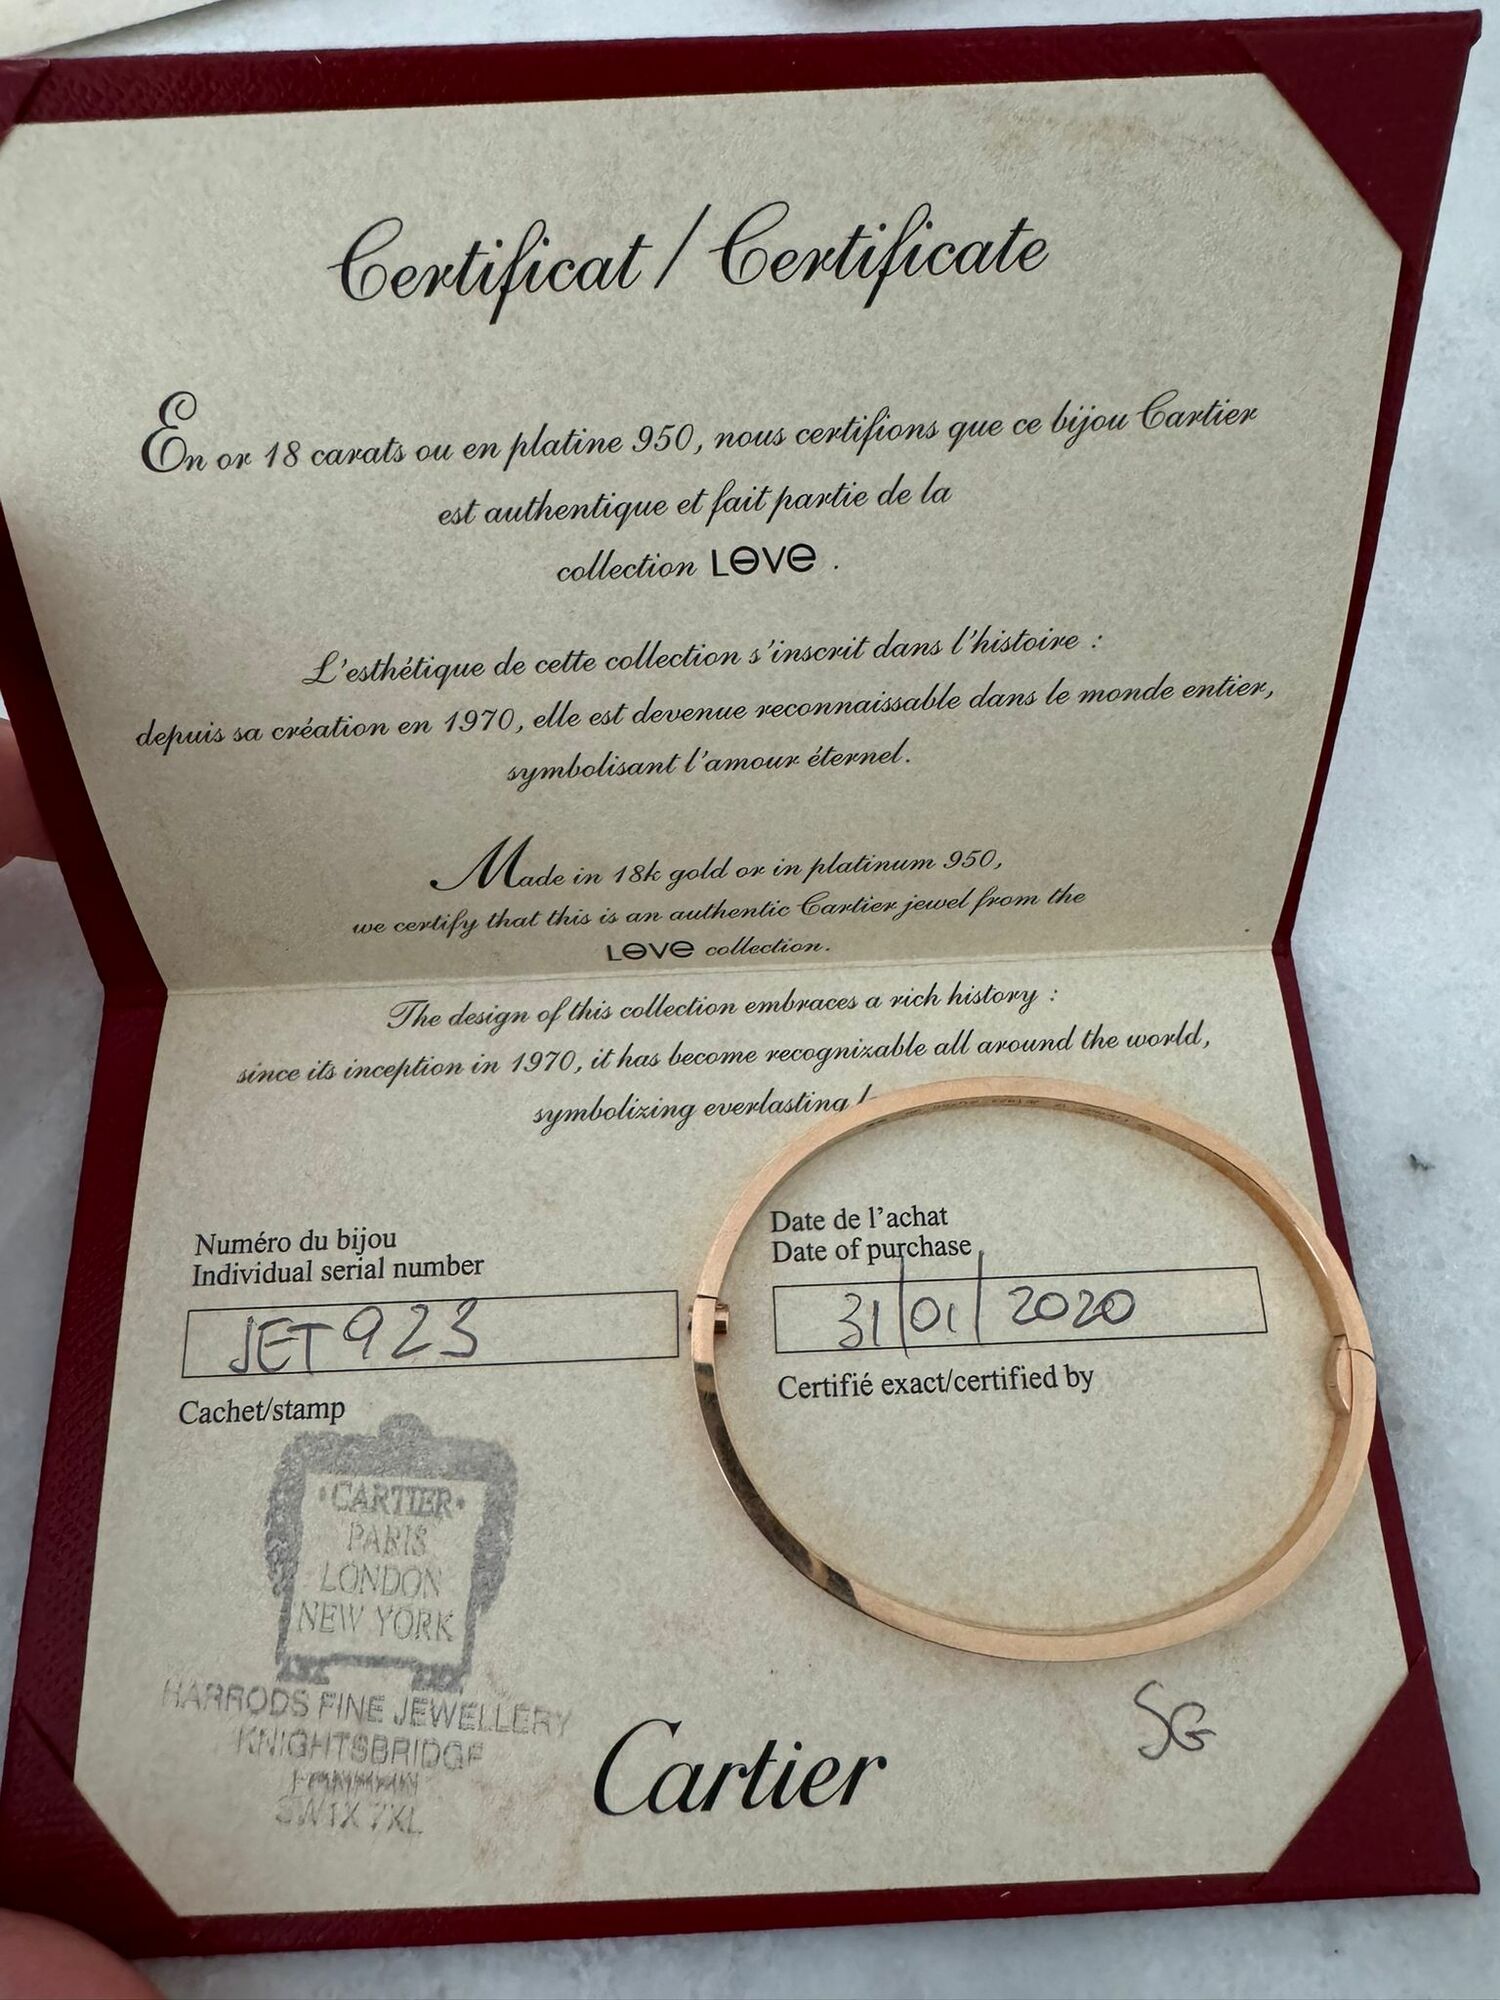 Certificat / Certificate
En or 18 carats ou en platine 950, nous certifions que ce bijou Cartier
est authentique et fait partie de la
collection LOVE .
L'esthétique de cette collection s'inscrit dans l'histoire :
depuis sa création en 1970, elle est devenue reconnaissable dans le monde entier,
symbolisant l'amour éternel.
Made in 18k gold or in platinum 950,
we certify that this is an authentic Cartier jewel from the
LOVE collection.
The design of this collection embraces a rich history :
since its inception in 1970, it has become recognizable all around the world,
symbolizing everlasting
Numéro du bijou
Individual serial number
JET923
Date de l'achat
Date of purchase
31/01/2020
Cachet/stamp
Certifié exact/certified by
CARTIER
PARIS
LONDON
NEW YORK
HARRODS FINE JEWELLERY
KNIGHTSBRIDGE
SW1X 7XL
SG
Cartier